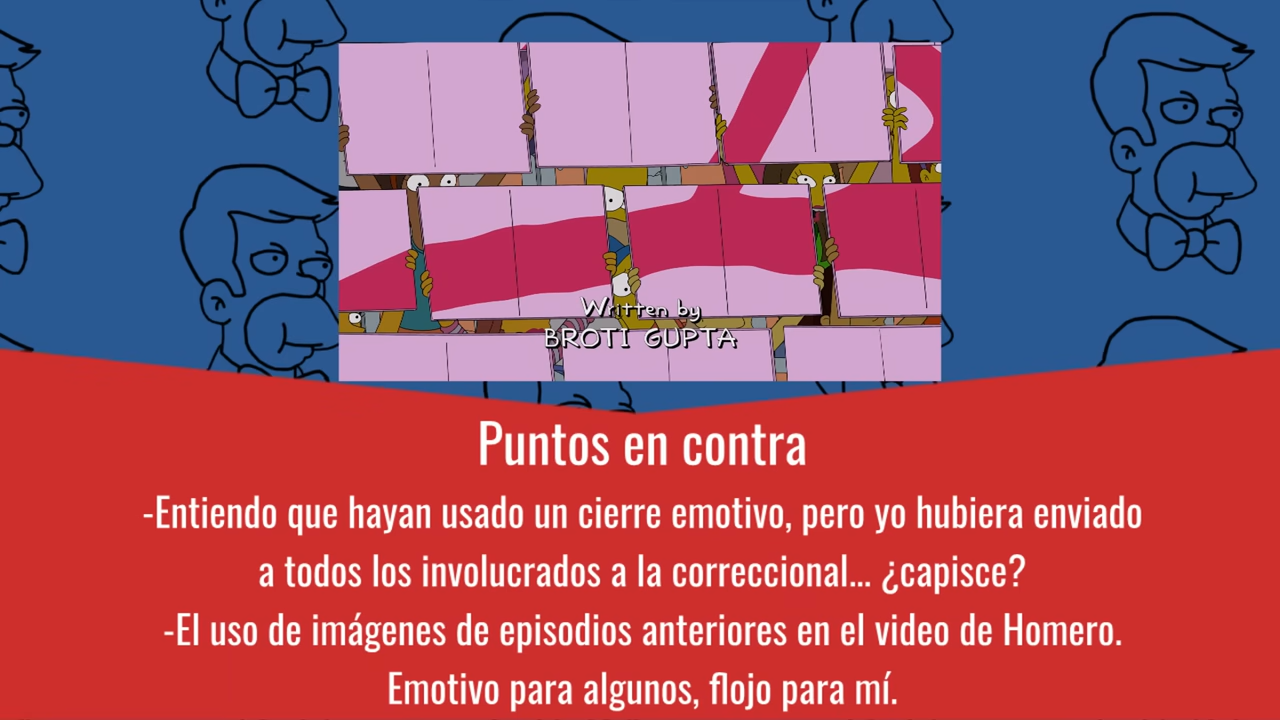 Written by
BROTI GUPTA
Puntos en contra
-Entiendo que hayan usado un cierre emotivo, pero yo hubiera enviado
a todos los involucrados a la correccional... ¿capisce?
-El uso de imágenes de episodios anteriores en el video de Homero.
Emotivo para algunos, flojo para mí.